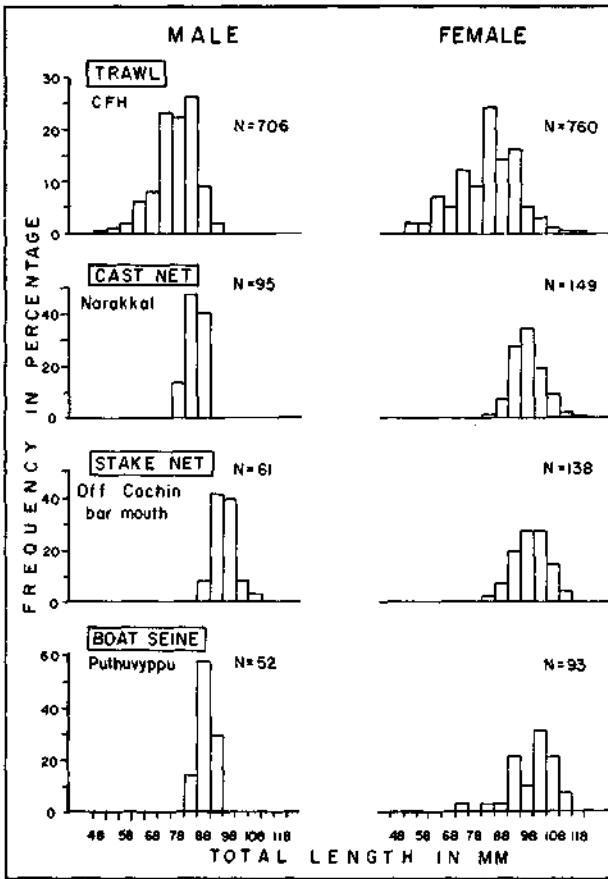 MALE FEMALE
TRAWL
CFH
N=706 N=760
30
20
10
0
CAST NET
Narakkal
N=95 N=149
40
20
0
STAKE NET
Off Cochin
bar mouth
N=61 N=138
40
20
0
BOAT SEINE
Puthuvyppu
N=52 N=93
60
40
20
0
48 58 68 78 88 98 108 118 48 58 68 78 88 98 108 118
TOTAL LENGTH IN MM
FREQUENCY IN PERCENTAGE